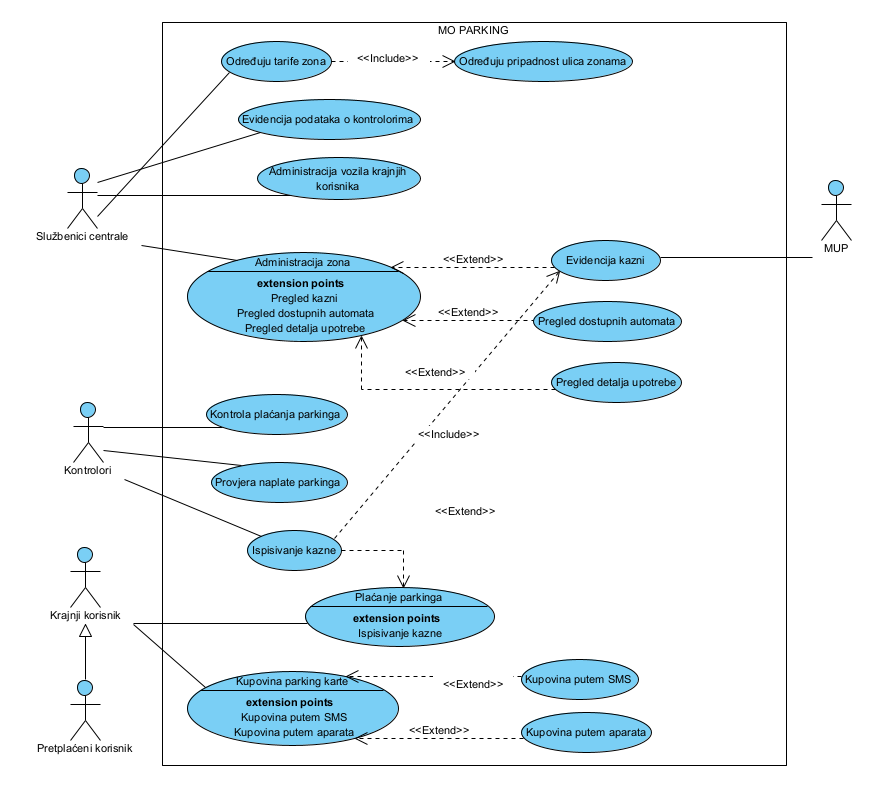 MO PARKING
Određuju tarife zona
<<Include>>
Određuju pripadnost ulica zonama
Evidencija podataka o kontrolorima
Administracija vozila krajnjih
korisnika
Službenici centrale
MUP
Administracija zona
extension points
Pregled kazni
Pregled dostupnih automata
Pregled detalja upotrebe
<<Extend>>
Evidencija kazni
<<Extend>>
Pregled dostupnih automata
<<Extend>>
Pregled detalja upotrebe
Kontrola plaćanja parkinga
<<Include>>
Kontrolori
Provjera naplate parkinga
<<Extend>>
Ispisivanje kazne
Krajnji korisnik
Plaćanje parkinga
extension points
Ispisivanje kazne
Kupovina parking karte
extension points
Kupovina putem SMS
Kupovina putem aparata
<<Extend>>
Kupovina putem SMS
<<Extend>>
Kupovina putem aparata
Pretplaćeni korisnik